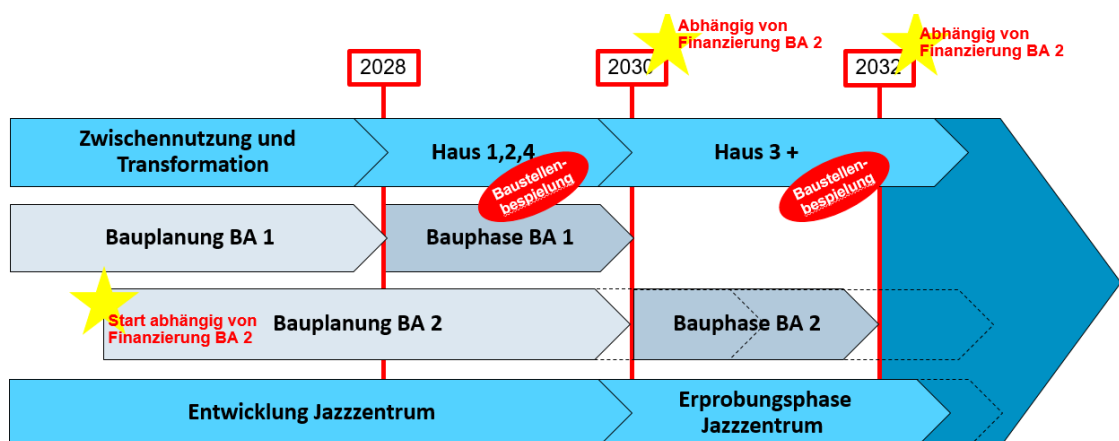 Abhängig von
Finanzierung BA 2
Abhängig von
Finanzierung BA 2
2028
2030
2032
Zwischennutzung und
Transformation
Haus 1,2,4
Haus 3 +
Baustellen-
bespielung
Baustellen-
bespielung
Bauplanung BA 1
Bauphase BA 1
Start abhängig von
Finanzierung BA 2
Bauplanung BA 2
Bauphase BA 2
Entwicklung Jazzzentrum
Erprobungsphase
Jazzzentrum